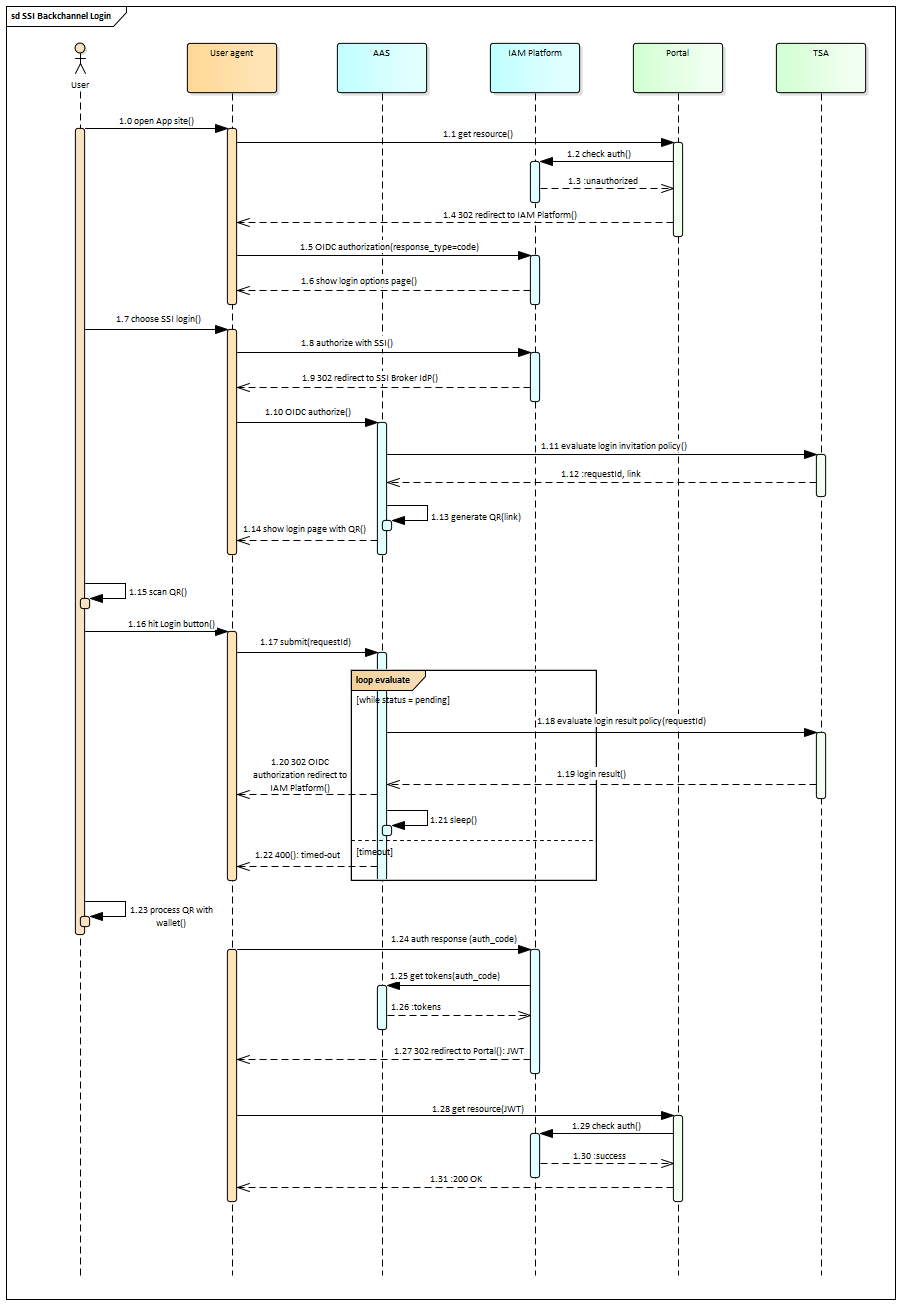 sd SSI Backchannel Login
User
User agent
AAS
IAM Platform
Portal
TSA
1.0 open App site()
1.1 get resource()
1.2 check auth()
1.3 :unauthorized
1.4 302 redirect to IAM Platform()
1.5 OIDC authorization(response_type=code)
1.6 show login options page()
1.7 choose SSI login()
1.8 authorize with SSI()
1.9 302 redirect to SSI Broker IdP()
1.10 OIDC authorize()
1.11 evaluate login invitation policy()
1.12 :requestId, link
1.13 generate QR(link)
1.14 show login page with QR()
1.15 scan QR()
1.16 hit Login button()
1.17 submit(requestId)
loop evaluate
[while status = pending]
1.18 evaluate login result policy(requestId)
1.19 login result()
1.20 302 OIDC
authorization redirect to
IAM Platform()
1.21 sleep()
[timeout]
1.22 400(): timed-out
1.23 process QR with
wallet()
1.24 auth response (auth_code)
1.25 get tokens(auth_code)
1.26 :tokens
1.27 302 redirect to Portal(): JWT
1.28 get resource(JWT)
1.29 check auth()
1.30 :success
1.31 :200 OK